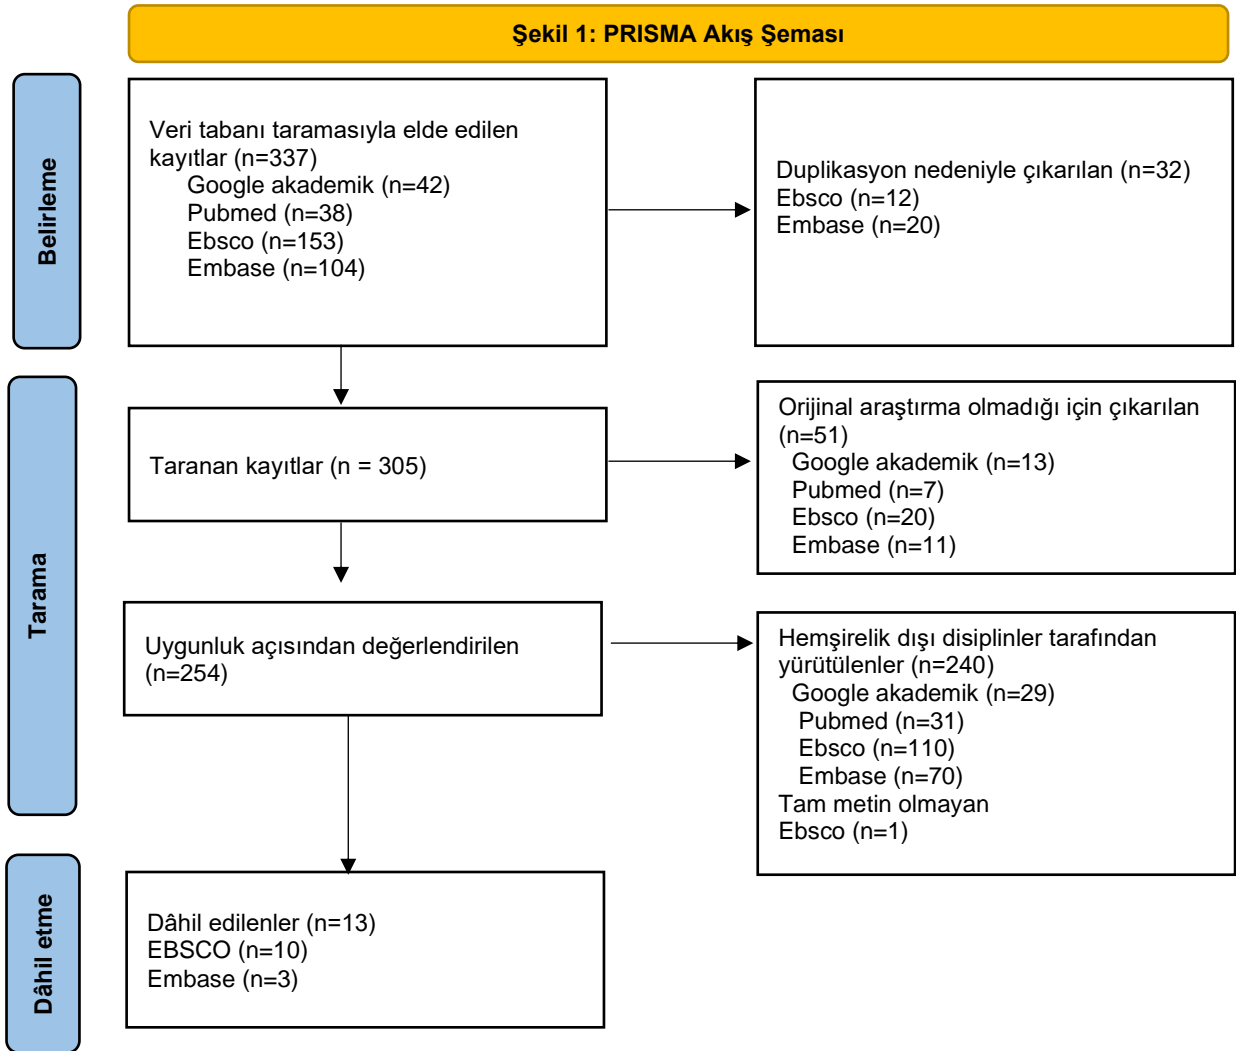 Şekil 1: PRISMA Akış Şeması
Belirleme
Veri tabanı taramasıyla elde edilen
kayıtlar (n=337)
Google akademik (n=42)
Pubmed (n=38)
Ebsco (n=153)
Embase (n=104)
Duplikasyon nedeniyle çıkarılan (n=32)
Ebsco (n=12)
Embase (n=20)
Tarama
Taranan kayıtlar (n = 305)
Orijinal araştırma olmadığı için çıkarılan
(n=51)
Google akademik (n=13)
Pubmed (n=7)
Ebsco (n=20)
Embase (n=11)
Uygunluk açısından değerlendirilen
(n=254)
Hemşirelik dışı disiplinler tarafından
yürütülenler (n=240)
Google akademik (n=29)
Pubmed (n=31)
Ebsco (n=110)
Embase (n=70)
Tam metin olmayan
Ebsco (n=1)
Dâhil etme
Dâhil edilenler (n=13)
EBSCO (n=10)
Embase (n=3)